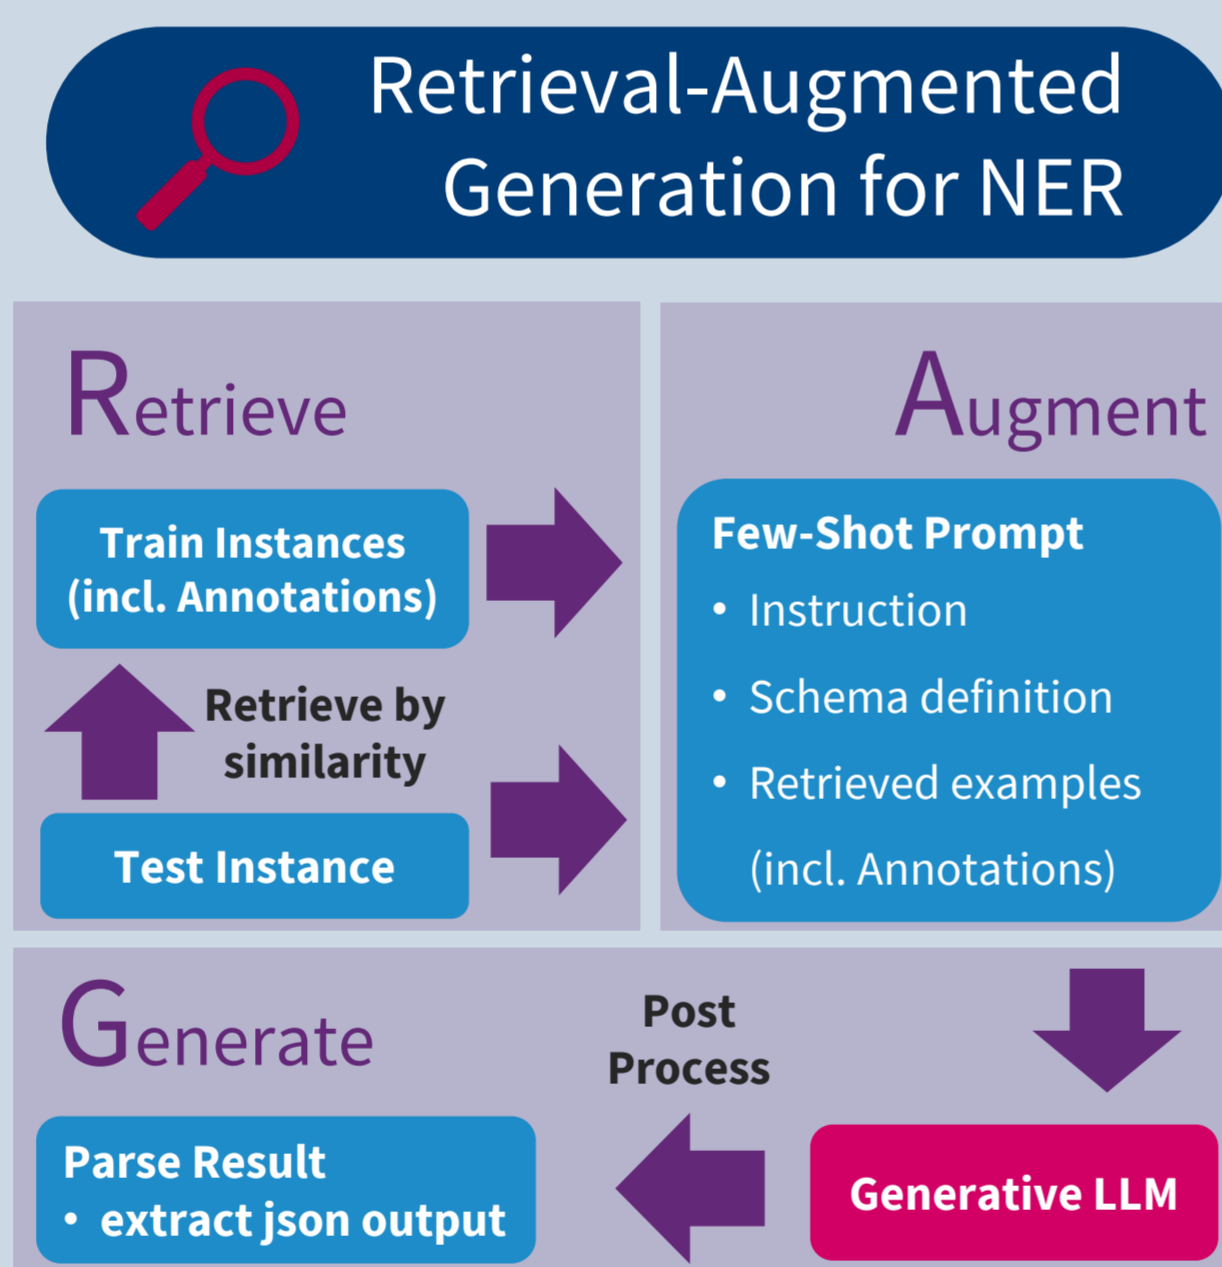 Retrieval-Augmented
Generation for NER
Retrieve
Train Instances
(incl. Annotations)
Retrieve by
similarity
Test Instance
Augment
Few-Shot Prompt
• Instruction
• Schema definition
• Retrieved examples
(incl. Annotations)
Generate
Generative LLM
Post
Process
Parse Result
• extract json output